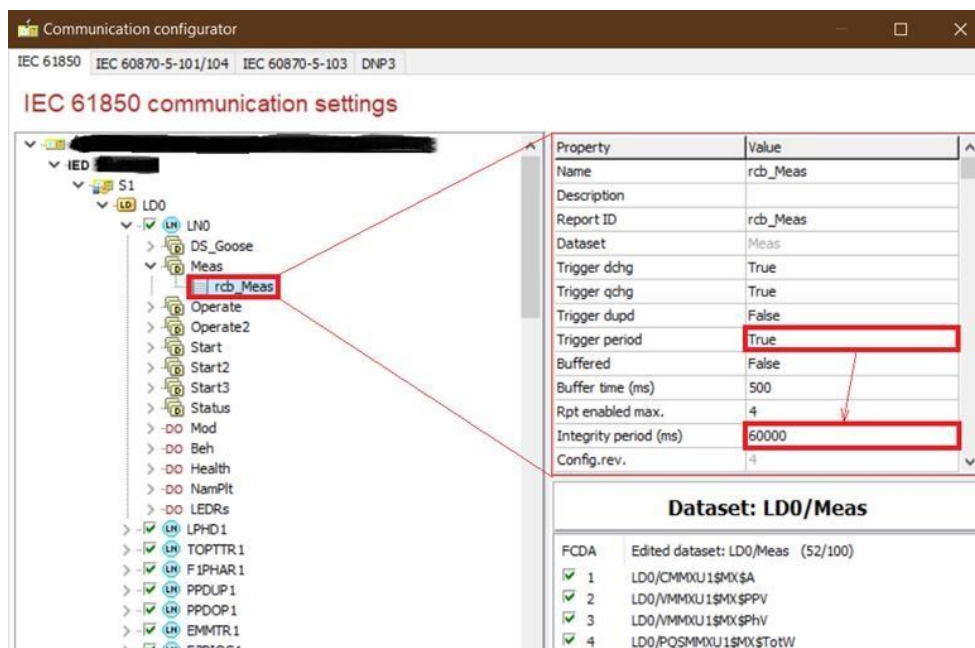 Communication configurator
IEC 61850 IEC 60870-5-101/104 IEC 60870-5-103 DNP3
IEC 61850 communication settings
IED
S1
LD LD0
LN LN0
D DS_Goose
D Meas
rcb_Meas
D Operate
D Operate2
D Start
D Start2
D Start3
D Status
DO Mod
DO Beh
DO Health
DO NamPlt
DO LEDRs
LN LPHD1
LN TOPTTR1
LN F1PHAR1
LN PPDUP1
LN PPDOP1
LN EMMTR1
Property Value
Name rcb_Meas
Description
Report ID rcb_Meas
Dataset Meas
Trigger dchg True
Trigger qchg True
Trigger dupd False
Trigger period True
Buffered False
Buffer time (ms) 500
Rpt enabled max. 4
Integrity period (ms) 60000
Config.rev. 4
Dataset: LD0/Meas
FCDA Edited dataset: LD0/Meas (52/100)
1 LD0/CMMXU1$MX$A
2 LD0/VMMXU1$MX$PPV
3 LD0/VMMXU1$MX$PhV
4 LD0/PQSMMXU1$MX$TotW